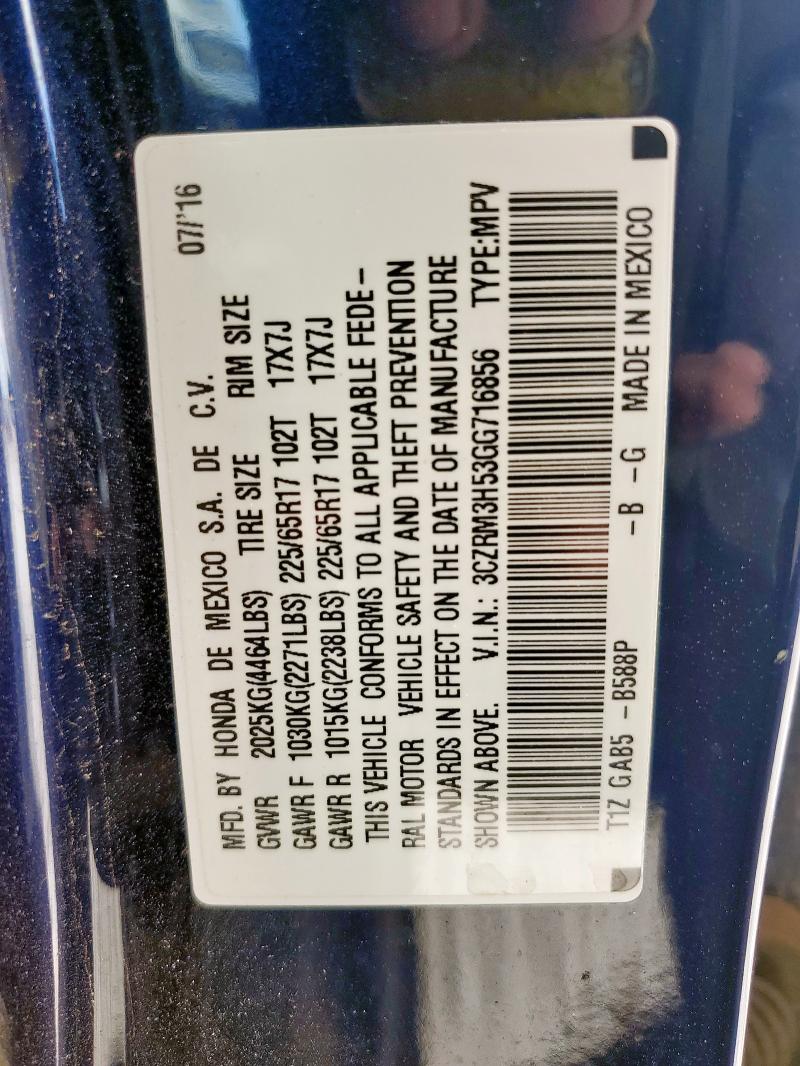 07/'16
MFD. BY HONDA DE MEXICO S.A. DE C.V.
GVWR 2025KG(4464LBS) TIRE SIZE RIM SIZE
GAWR F 1030KG(2271LBS) 225/65R17 102T 17X7J
GAWR R 1015KG(2238LBS) 225/65R17 102T 17X7J
THIS VEHICLE CONFORMS TO ALL APPLICABLE FEDE-
RAL MOTOR VEHICLE SAFETY AND THEFT PREVENTION
STANDARDS IN EFFECT ON THE DATE OF MANUFACTURE
SHOWN ABOVE. V.I.N.: 3CZRM3H53GG716856 TYPE:MPV
T1Z GAB5 -B588P -B -G MADE IN MEXICO